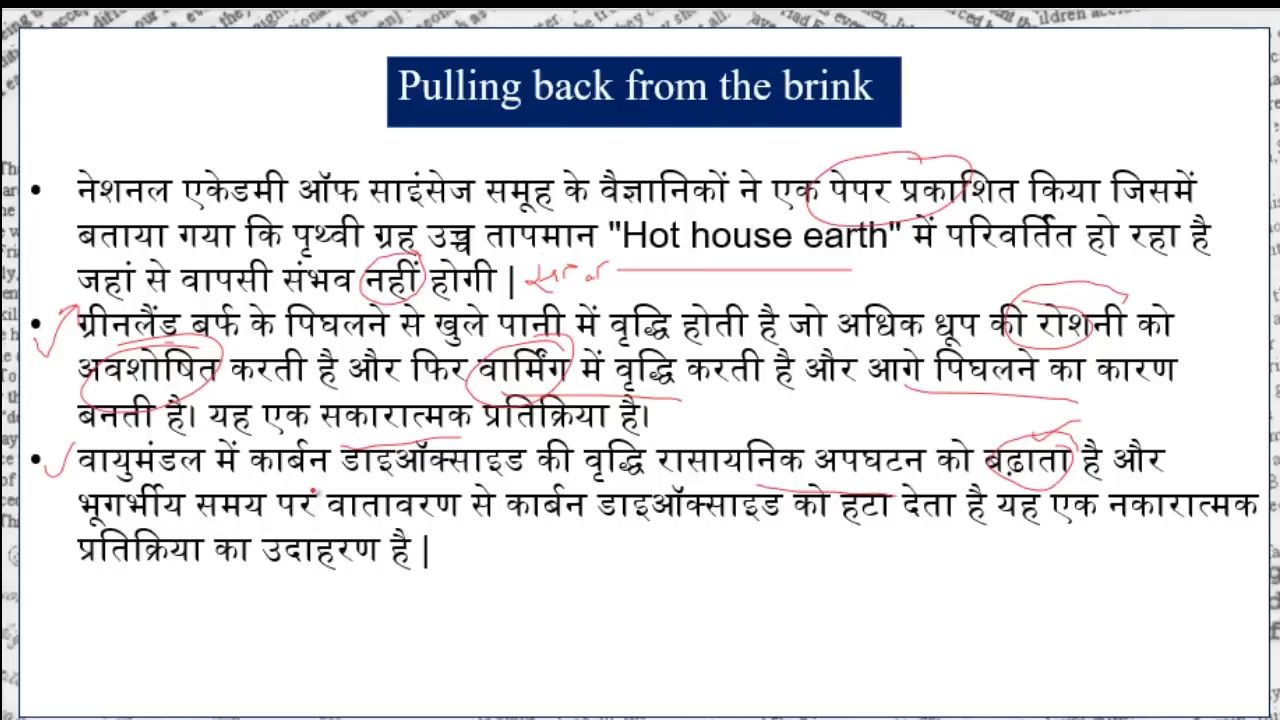 Pulling back from the brink
• नेशनल एकेडमी ऑफ साइंसेज समूह के वैज्ञानिकों ने एक पेपर प्रकाशित किया जिसमें
बताया गया कि पृथ्वी ग्रह उच्च तापमान "Hot house earth" में परिवर्तित हो रहा है
जहां से वापसी संभव नहीं होगी |
• ग्रीनलैंड बर्फ के पिघलने से खुले पानी में वृद्धि होती है जो अधिक धूप की रोशनी को
अवशोषित करती है और फिर वार्मिंग में वृद्धि करती है और आगे पिघलने का कारण
बनती है। यह एक सकारात्मक प्रतिक्रिया है।
• वायुमंडल में कार्बन डाइऑक्साइड की वृद्धि रासायनिक अपघटन को बढ़ाता है और
भूगर्भीय समय पर वातावरण से कार्बन डाइऑक्साइड को हटा देता है यह एक नकारात्मक
प्रतिक्रिया का उदाहरण है |